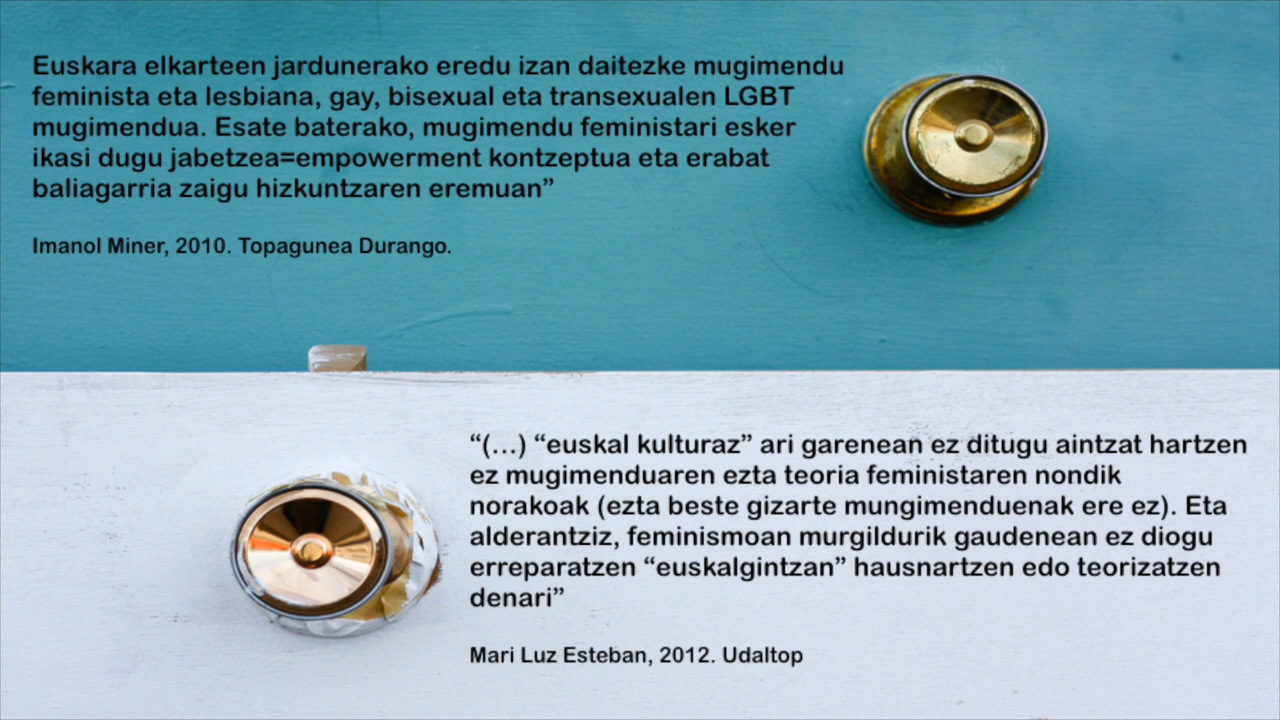 Euskara elkarteen jardunerako eredu izan daitezke mugimendu
feminista eta lesbiana, gay, bisexual eta transexualen LGBT
mugimendua. Esate baterako, mugimendu feministari esker
ikasi dugu jabetzea=empowerment kontzeptua eta erabat
baliagarria zaigu hizkuntzaren eremuan”
Imanol Miner, 2010. Topagunea Durango.
“(…) “euskal kulturaz” ari garenean ez ditugu aintzat hartzen
ez mugimenduaren ezta teoria feministaren nondik
norakoak (ezta beste gizarte mungimenduenak ere ez). Eta
alderantziz, feminismoan murgildurik gaudenean ez diogu
erreparatzen “euskalgintzan” hausnartzen edo teorizatzen
denari”
Mari Luz Esteban, 2012. Udaltop